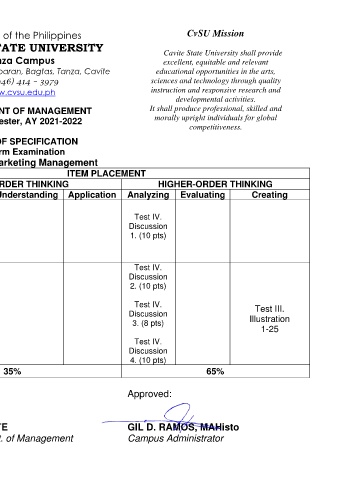 of the Philippines
TATE UNIVERSITY
nza Campus
paran, Bagtas, Tanza, Cavite
046) 414 – 3979
w.cvsu.edu.ph
NT OF MANAGEMENT
ester, AY 2021-2022
OF SPECIFICATION
rm Examination
arketing Management
CvSU Mission
Cavite State University shall provide
excellent, equitable and relevant
educational opportunities in the arts,
sciences and technology through quality
instruction and responsive research and
developmental activities.
It shall produce professional, skilled and
morally upright individuals for global
competitiveness.
ITEM PLACEMENT
RDER THINKING
HIGHER-ORDER THINKING
Understanding
Application
Analyzing
Evaluating
Creating
Test IV.
Discussion
1. (10 pts)
Test IV.
Discussion
2. (10 pts)
Test IV.
Discussion
3. (8 pts)
Test IV.
Discussion
4. (10 pts)
Test III.
Illustration
1-25
35%
65%
Approved:
TE
GIL D. RAMOS, MAHisto
t. of Management
Campus Administrator